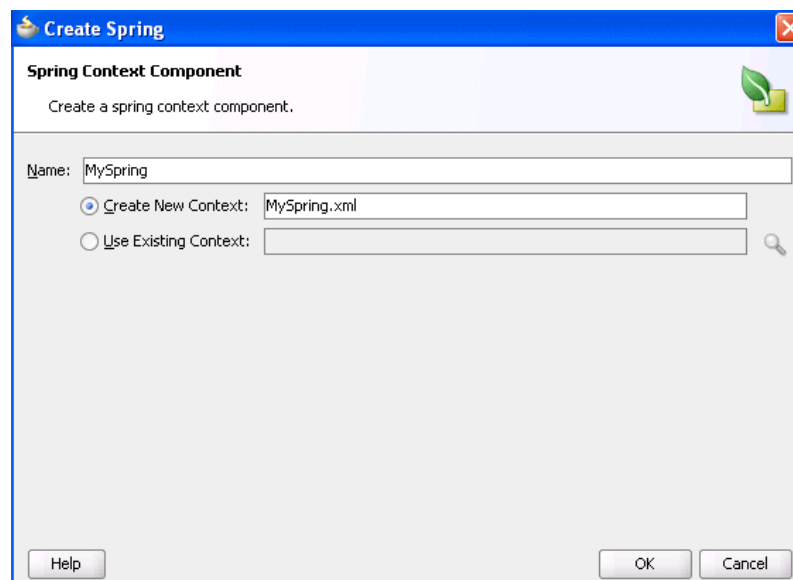 Create Spring
Spring Context Component
Create a spring context component.
Name: MySpring
Create New Context: MySpring.xml
Use Existing Context:
Help OK Cancel